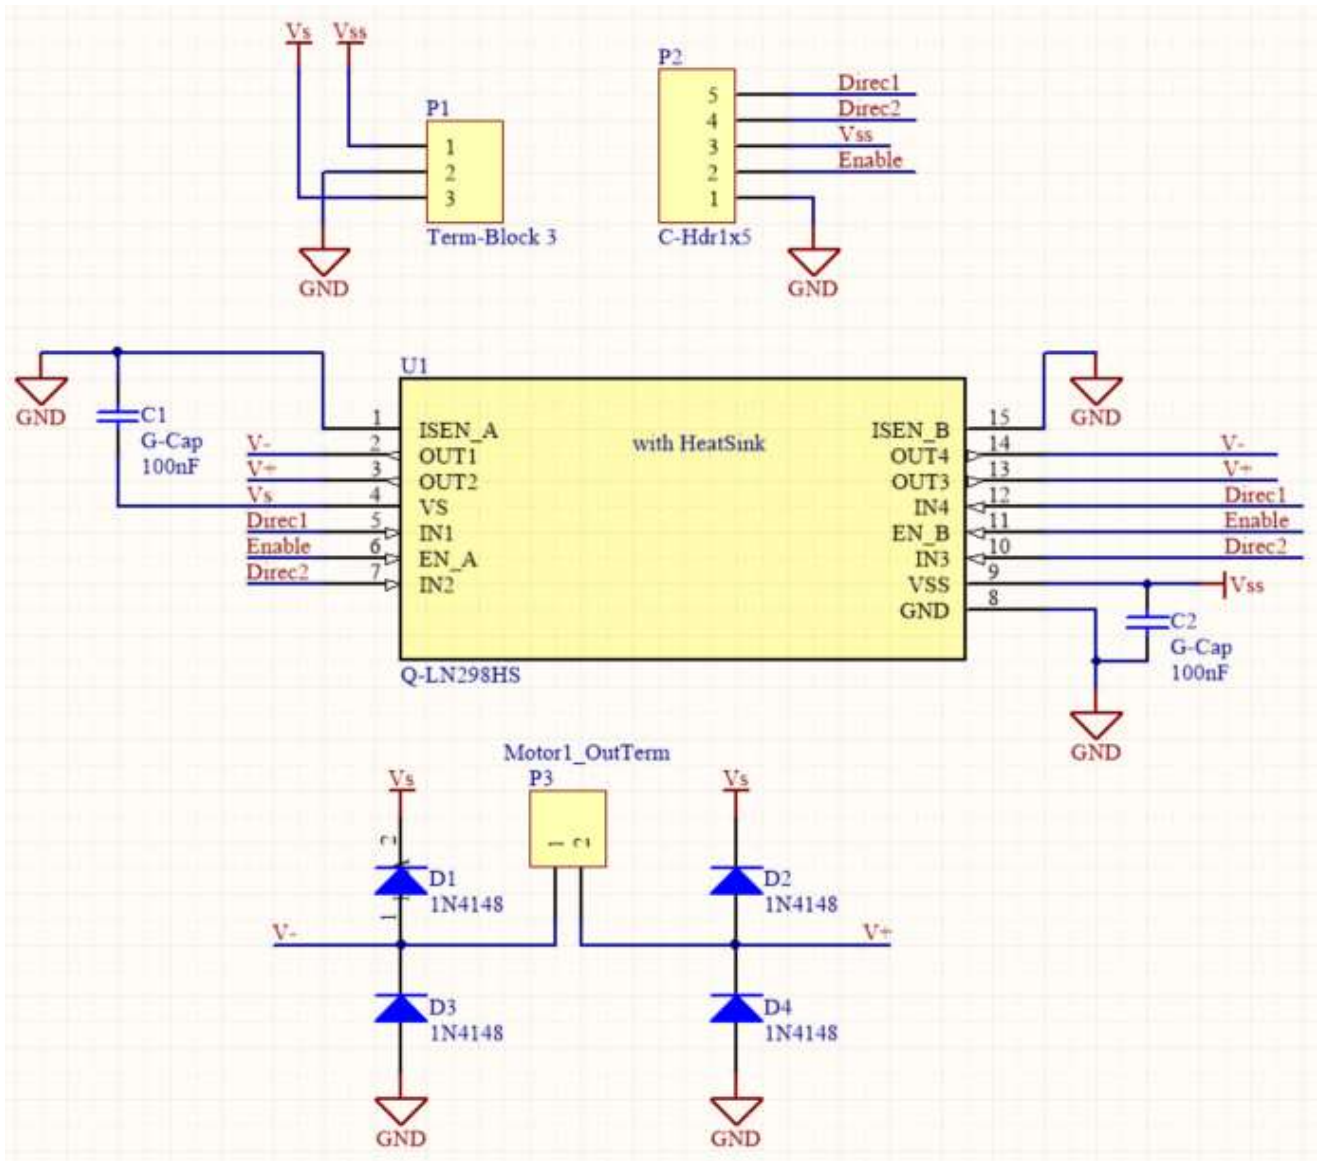 Vs Vss
P1
1
2
3
Term-Block 3
GND
P2
5 Direc1
4 Direc2
3 Vss
2 Enable
1
C-Hdr1x5
GND
GND
C1
G-Cap
100nF
U1
with HeatSink
1 ISEN_A
V- 2 OUT1
V+ 3 OUT2
Vs 4 VS
Direc1 5 IN1
Enable 6 EN_A
Direc2 7 IN2
ISEN_B 15
OUT4 14 V-
OUT3 13 V+
IN4 12 Direc1
EN_B 11 Enable
IN3 10 Direc2
VSS 9 Vss
GND 8
Q-LN298HS
GND
C2
G-Cap
100nF
GND
Motor1_OutTerm
P3
1 2
Vs
2
D1
1N4148
1
V-
D3
1N4148
GND
Vs
D2
1N4148
V+
D4
1N4148
GND